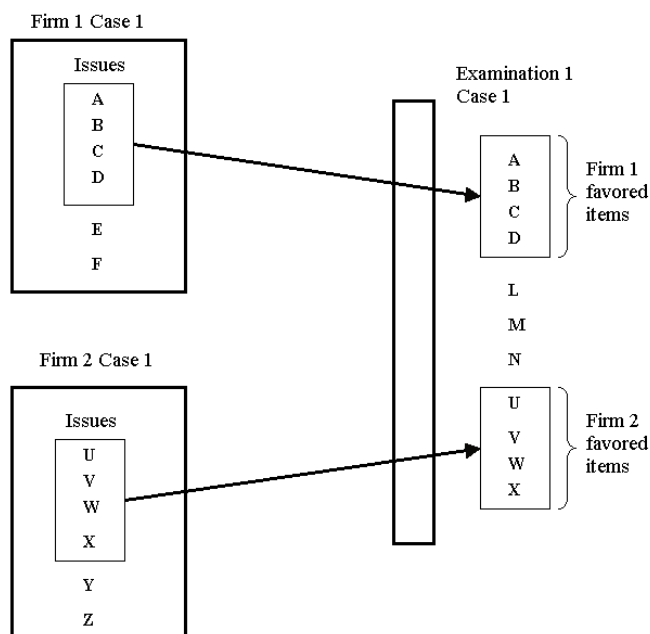 Firm 1 Case 1
Issues
A
B
C
D
E
F
Examination 1
Case 1
A
B
C
D
Firm 1
favored
items
L
M
N
Firm 2 Case 1
Issues
U
V
W
X
Y
Z
U
V
W
X
Firm 2
favored
items